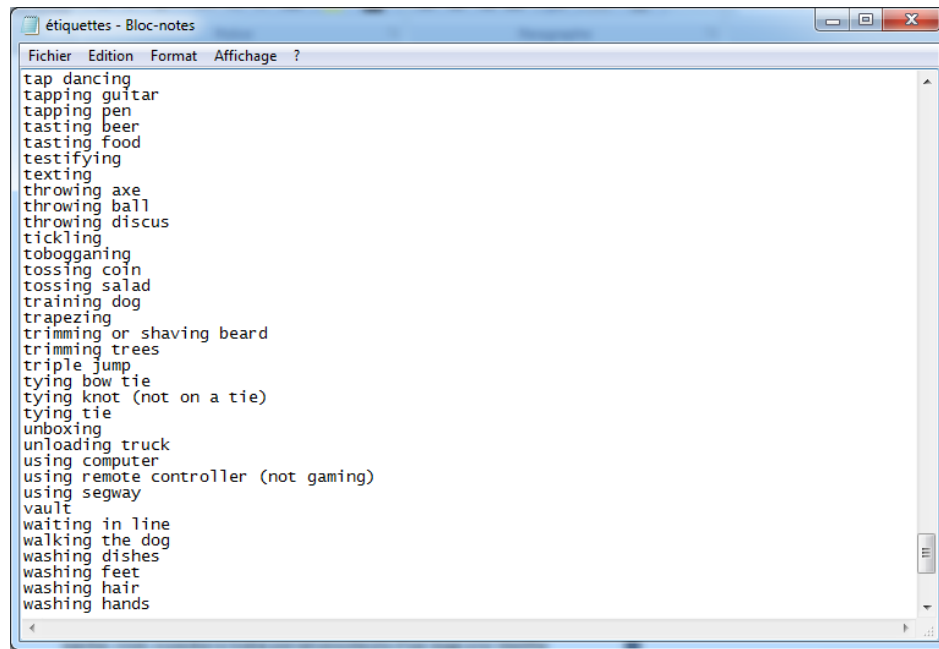 étiquettes - Bloc-notes
Fichier Edition Format Affichage ?
tap dancing
tapping guitar
tapping pen
tasting beer
tasting food
testifying
texting
throwing axe
throwing ball
throwing discus
tickling
tobogganing
tossing coin
tossing salad
training dog
trapezing
trimming or shaving beard
trimming trees
triple jump
tying bow tie
tying knot (not on a tie)
tying tie
unboxing
unloading truck
using computer
using remote controller (not gaming)
using segway
vault
waiting in line
walking the dog
washing dishes
washing feet
washing hair
washing hands